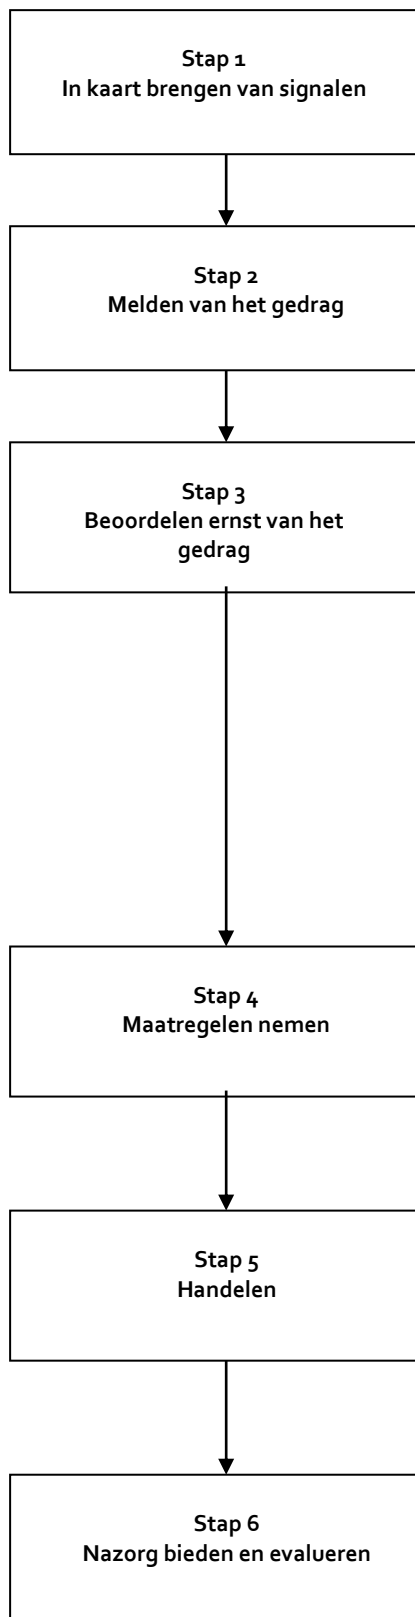 Stap 1
In kaart brengen van signalen
Stap 2
Melden van het gedrag
Stap 3
Beoordelen ernst van het
gedrag
Stap 4
Maatregelen nemen
Stap 5
Handelen
Stap 6
Nazorg bieden en evalueren